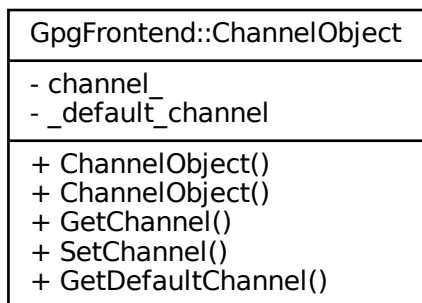 GpgFrontend::ChannelObject
- channel_
- _default_channel
+ ChannelObject()
+ ChannelObject()
+ GetChannel()
+ SetChannel()
+ GetDefaultChannel()